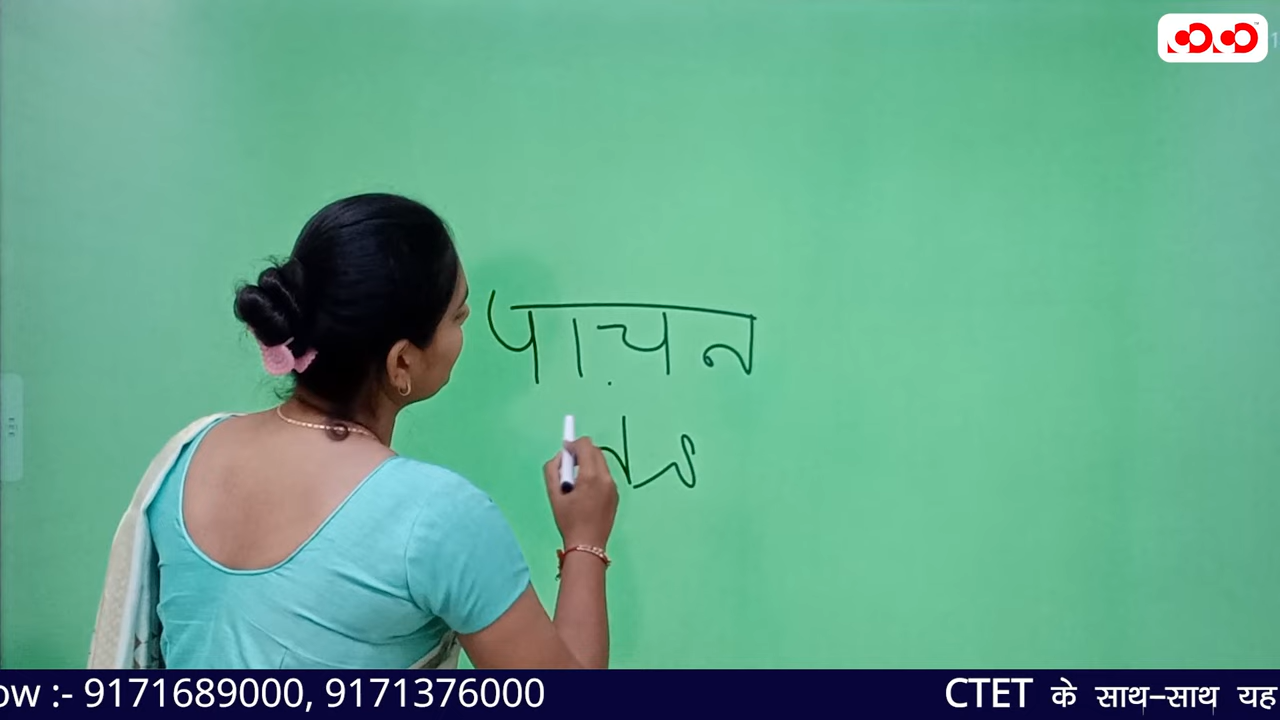 पाचन
ow :- 9171689000, 9171376000
CTET के साथ-साथ यह